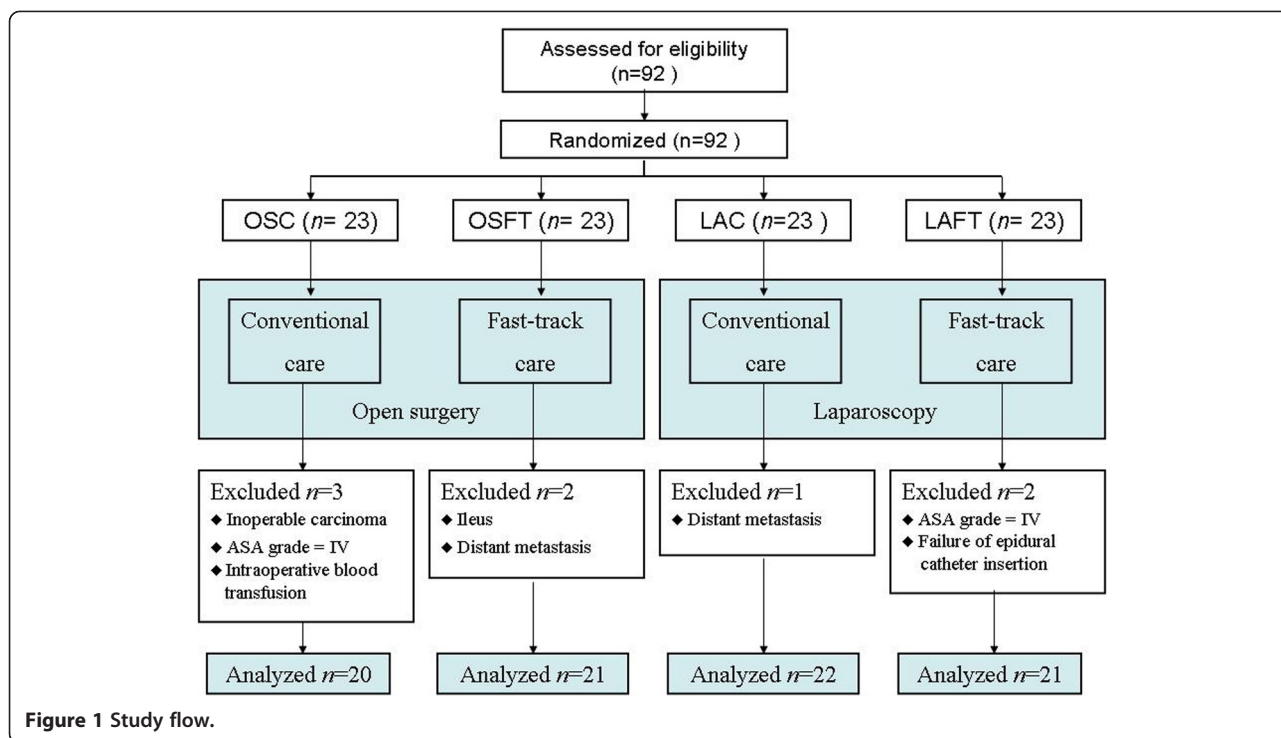 Assessed for eligibility
(n=92 )
Randomized (n=92 )
OSC (n= 23)
OSFT (n= 23)
LAC (n=23 )
LAFT (n= 23)
Conventional
care
Fast-track
care
Open surgery
Conventional
care
Fast-track
care
Laparoscopy
Excluded n=3
◆ Inoperable carcinoma
◆ ASA grade = IV
◆ Intraoperative blood
transfusion
Excluded n=2
◆ Ileus
◆ Distant metastasis
Excluded n=1
◆ Distant metastasis
Excluded n=2
◆ ASA grade = IV
◆ Failure of epidural
catheter insertion
Analyzed n=20
Analyzed n=21
Analyzed n=22
Analyzed n=21
Figure 1 Study flow.